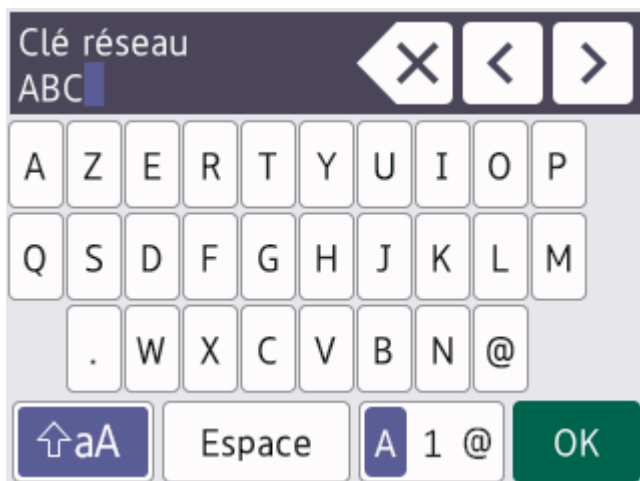 Clé réseau
ABC
A Z E R T Y U I O P
Q S D F G H J K L M
. W X C V B N @
aA Espace A 1 @ OK